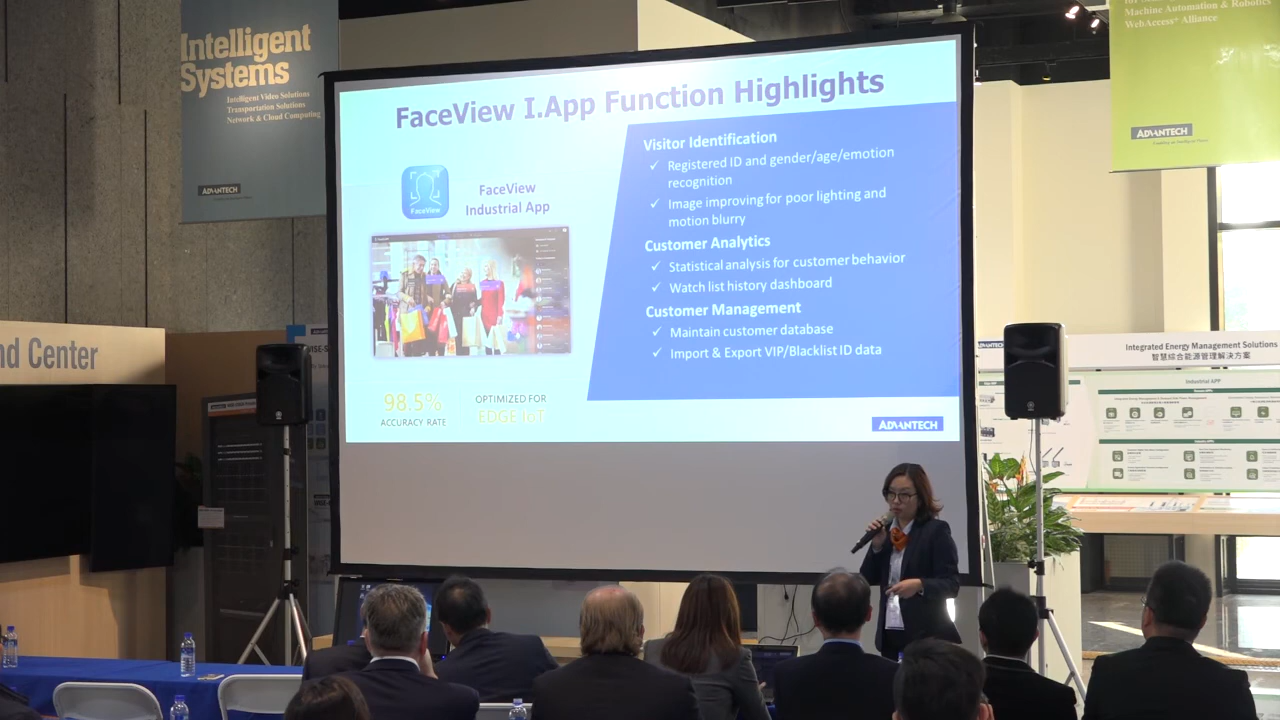 Intelligent
Systems
Intelligent Video Solutions
Transportation Solutions
Network & Cloud Computing
ADVANTECH
Machine Automation & Robotics
WebAccess+ Alliance
ADVANTECH
FaceView I.App Function Highlights
FaceView
FaceView
Industrial App
98.5%
ACCURACY RATE
OPTIMIZED FOR
EDGE IoT
Visitor Identification
✓ Registered ID and gender/age/emotion
recognition
✓ Image improving for poor lighting and
motion blurry
Customer Analytics
✓ Statistical analysis for customer behavior
✓ Watch list history dashboard
Customer Management
✓ Maintain customer database
✓ Import & Export VIP/Blacklist ID data
ADVANTECH
nd Center
ADVANTECH
Integrated Energy Management Solutions
智慧綜合能源管理解決方案
Industrial APP